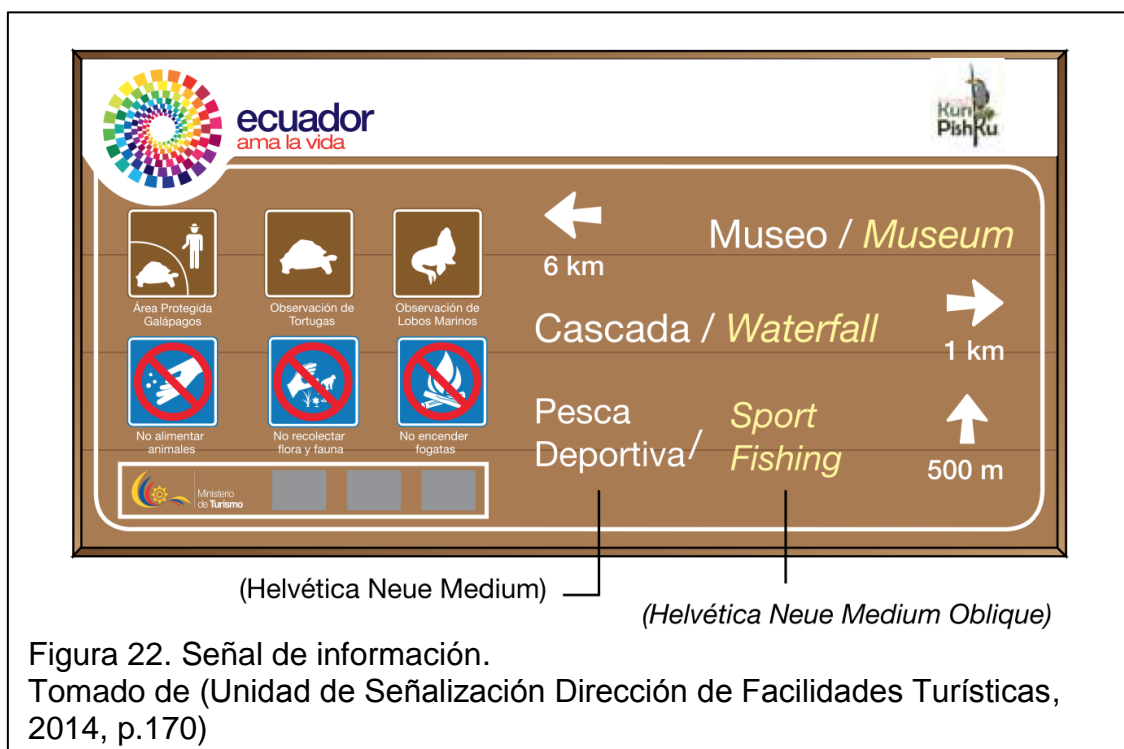 ecuador
ama la vida
Kuri
PishKu
6 km
Museo / Museum
Área Protegida
Galápagos
Observación de
Tortugas
Observación de
Lobos Marinos
Cascada / Waterfall
1 km
No alimentar
animales
No recolectar
flora y fauna
No encender
fogatas
Pesca
Deportiva/
Sport
Fishing
500 m
Ministerio
de Turismo
(Helvética Neue Medium)
(Helvética Neue Medium Oblique)
Figura 22. Señal de información.
Tomado de (Unidad de Señalización Dirección de Facilidades Turísticas,
2014, p.170)